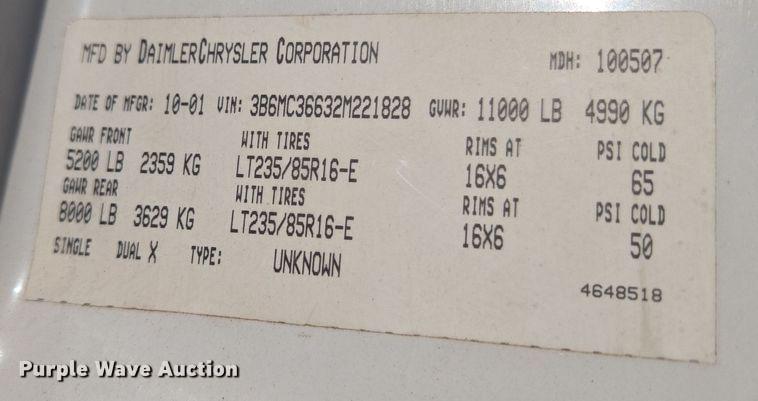 MFD BY DAIMLERCHRYSLER CORPORATION MDH: 100507
DATE OF MFGR: 10-01 VIN: 3B6MC36632M221828 GVWR: 11000 LB 4990 KG
GAWR FRONT WITH TIRES RIMS AT PSI COLD
5200 LB 2359 KG LT235/85R16-E 16X6 65
GAWR REAR WITH TIRES RIMS AT PSI COLD
8000 LB 3629 KG LT235/85R16-E 16X6 50
SINGLE DUAL X TYPE: UNKNOWN
4648518
Purple Wave Auction